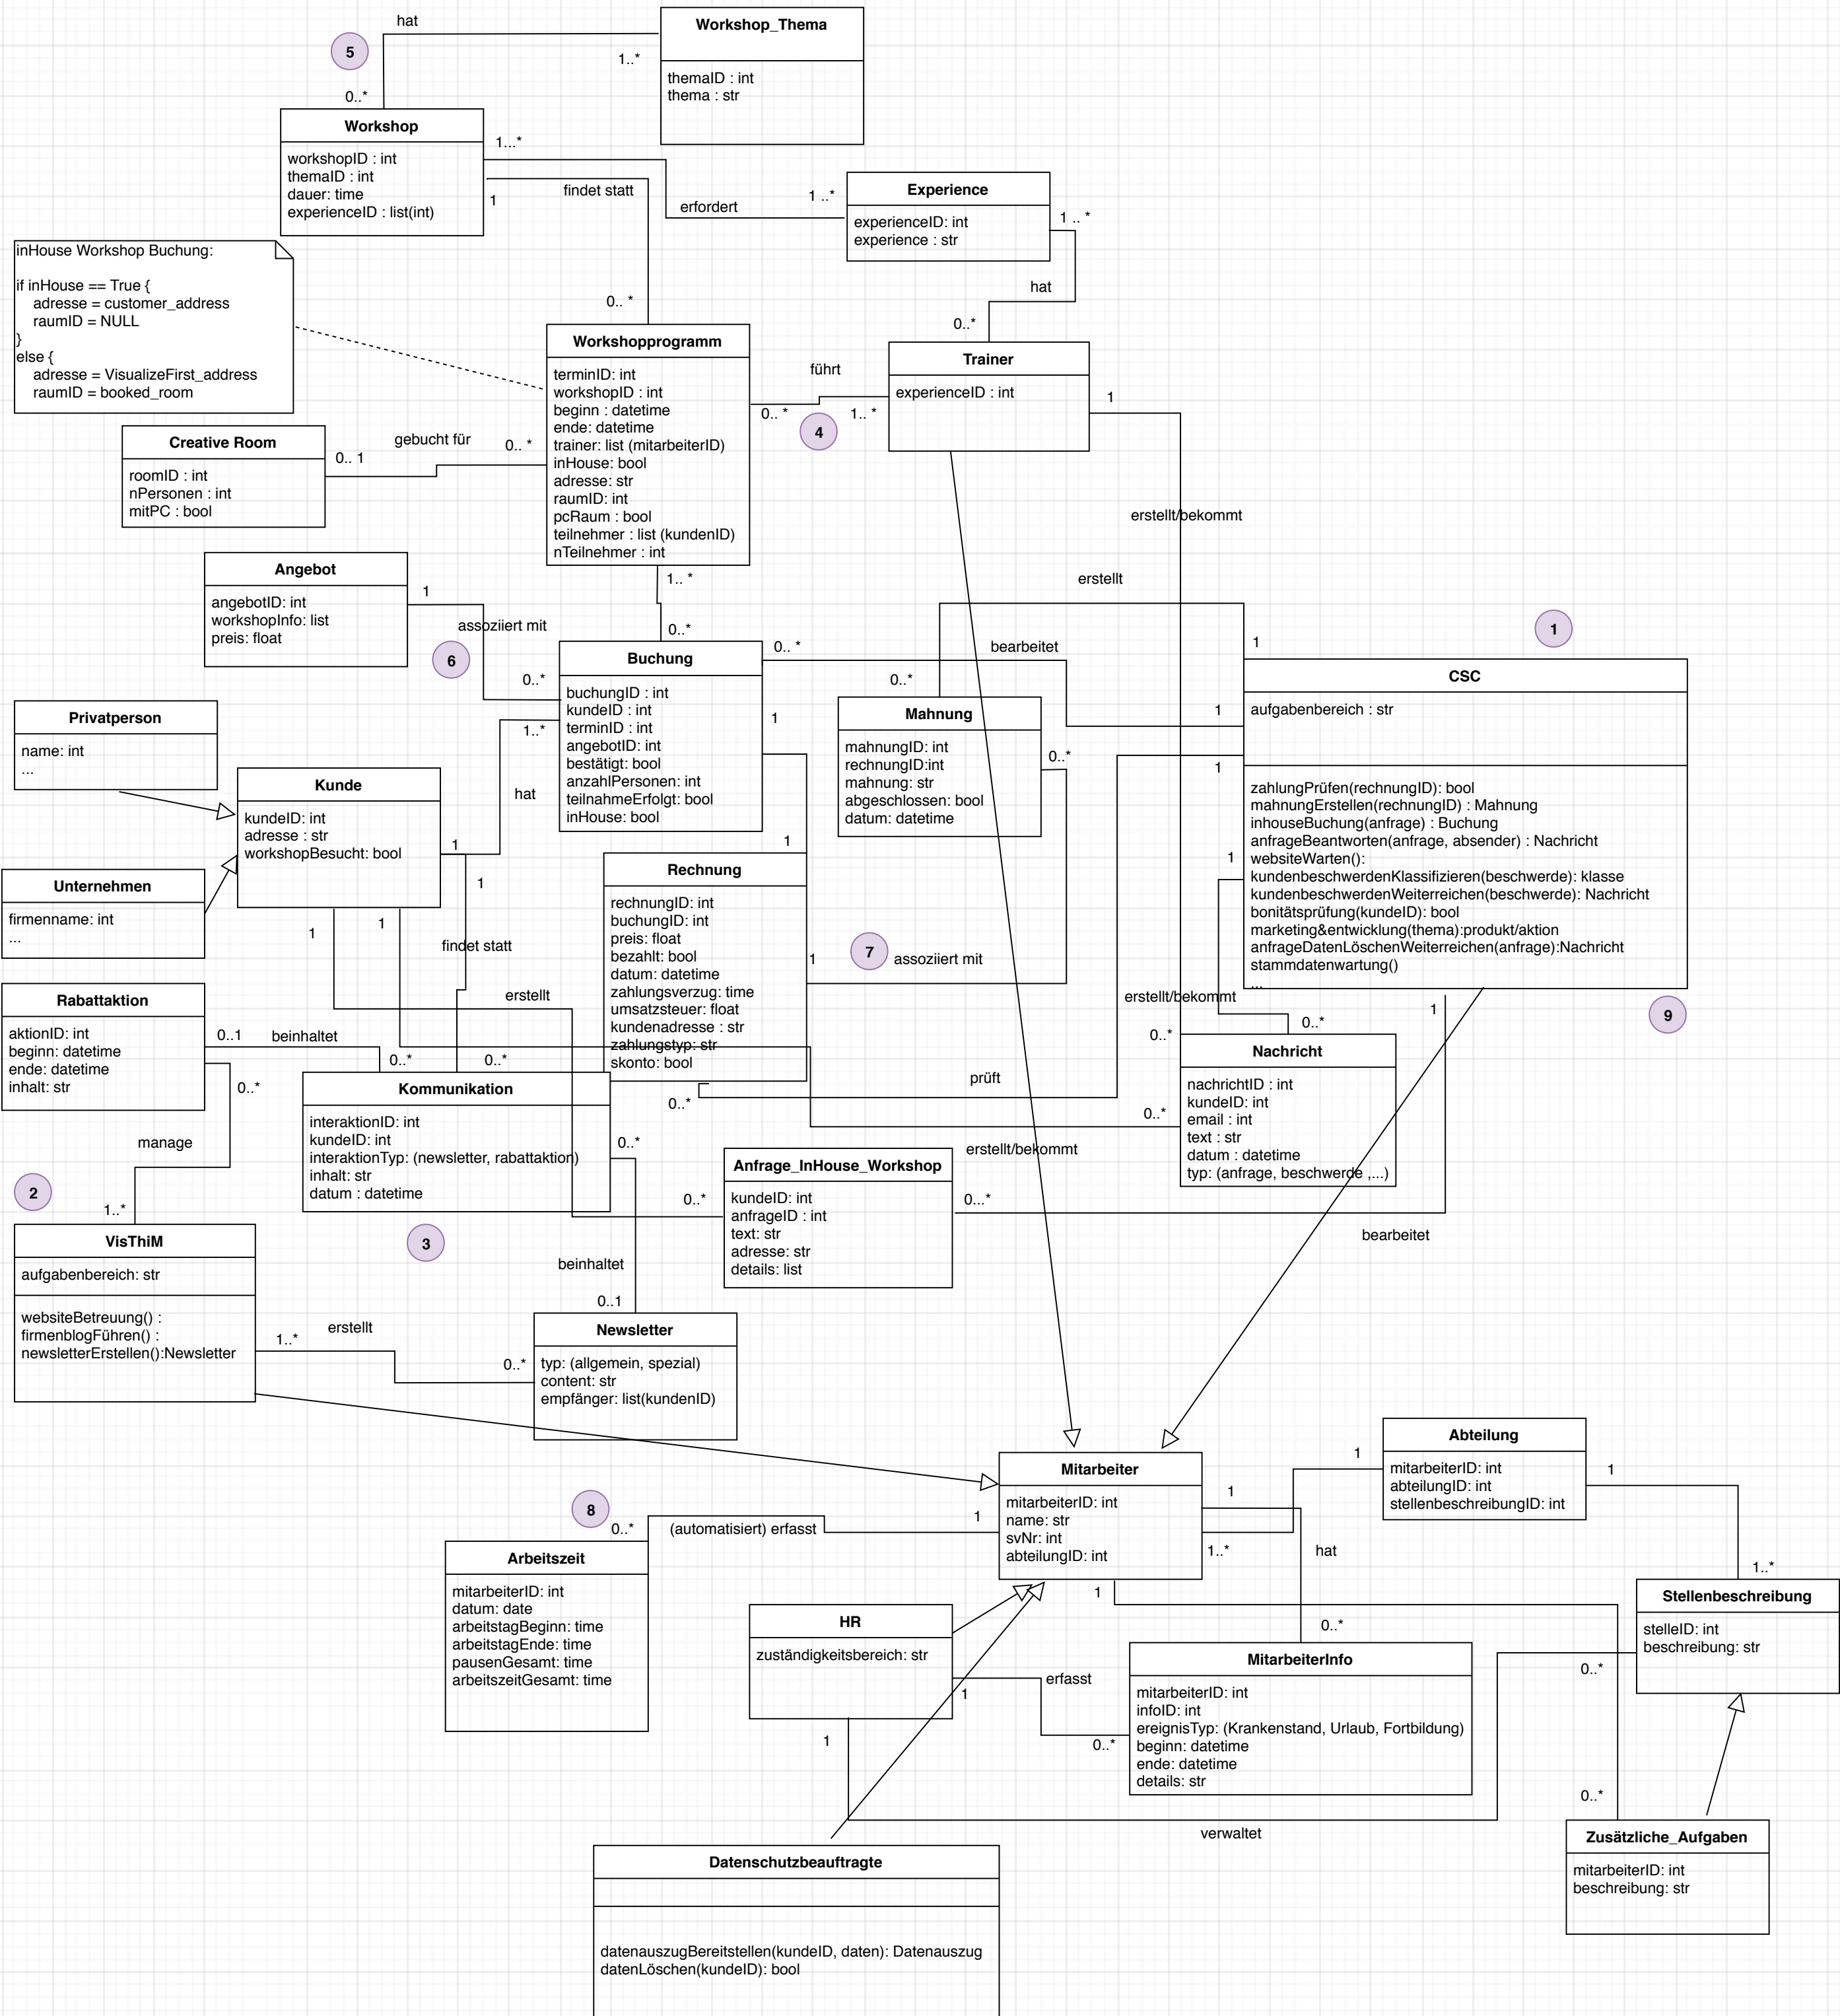 hat
Workshop_Thema
5
1..*
themaID : int
thema : str
0..*
Workshop
workshopID : int
themaID : int
dauer: time
experienceID : list(int)
1...*
findet statt
1
erfordert
1 ..*
Experience
experienceID: int
experience : str
1 .. *
hat
0..*
inHouse Workshop Buchung:
if inHouse == True {
adresse = customer_address
raumID = NULL
}
else {
adresse = VisualizeFirst_address
raumID = booked_room
0.. *
Workshopprogramm
terminID: int
workshopID : int
beginn : datetime
ende: datetime
trainer: list (mitarbeiterID)
inHouse: bool
adresse: str
raumID: int
pcRaum : bool
teilnehmer : list (kundenID)
nTeilnehmer : int
führt
0.. *
1.. *
4
Trainer
experienceID : int
1
Creative Room
roomID : int
nPersonen : int
mitPC : bool
gebucht für
0.. 1
0.. *
erstellt/bekommt
Angebot
angebotID: int
workshopInfo: list
preis: float
1
assoziiert mit
6
0..*
1.. *
0..*
erstellt
Buchung
buchungID : int
kundeID : int
terminID : int
angebotID: int
bestätigt: bool
anzahlPersonen: int
teilnahmeErfolgt: bool
inHouse: bool
0.. *
bearbeitet
1
1
0..*
Mahnung
mahnungID: int
rechnungID:int
mahnung: str
abgeschlossen: bool
datum: datetime
0..*
1
1
1
CSC
aufgabenbereich : str
zahlungPrüfen(rechnungID): bool
mahnungErstellen(rechnungID) : Mahnung
inhouseBuchung(anfrage) : Buchung
anfrageBeantworten(anfrage, absender) : Nachricht
websiteWarten():
kundenbeschwerdenKlassifizieren(beschwerde): klasse
kundenbeschwerdenWeiterreichen(beschwerde): Nachricht
bonitätsprüfung(kundeID): bool
marketing&entwicklung(thema):produkt/aktion
anfrageDatenLöschenWeiterreichen(anfrage):Nachricht
stammdatenwartung()
...
1
1
9
Privatperson
name: int
...
Kunde
kundeID: int
adresse : str
workshopBesucht: bool
1..*
hat
1
1
1
1
findet statt
erstellt
Unternehmen
firmenname: int
...
1
Rechnung
rechnungID: int
buchungID: int
preis: float
bezahlt: bool
datum: datetime
zahlungsverzug: time
umsatzsteuer: float
kundenadresse : str
zahlungstyp: str
skonto: bool
1
7
assoziiert mit
0..*
prüft
erstellt/bekommt
0..*
0..*
0..*
Nachricht
nachrichtID : int
kundeID: int
email : int
text : str
datum : datetime
typ: (anfrage, beschwerde ,...)
Rabattaktion
aktionID: int
beginn: datetime
ende: datetime
inhalt: str
0..1
beinhaltet
0..*
0..*
0..*
manage
Kommunikation
interaktionID: int
kundeID: int
interaktionTyp: (newsletter, rabattaktion)
inhalt: str
datum : datetime
0..*
3
Anfrage_InHouse_Workshop
kundeID: int
anfrageID : int
text: str
adresse: str
details: list
0..*
0...*
erstellt/bekommt
bearbeitet
2
1..*
VisThiM
aufgabenbereich: str
websiteBetreuung() :
firmenblogFühren() :
newsletterErstellen():Newsletter
1..*
erstellt
0..*
beinhaltet
0..1
Newsletter
typ: (allgemein, spezial)
content: str
empfänger: list(kundenID)
8
0..*
(automatisiert) erfasst
1
Mitarbeiter
mitarbeiterID: int
name: str
svNr: int
abteilungID: int
1
1..*
1
hat
1
Abteilung
mitarbeiterID: int
abteilungID: int
stellenbeschreibungID: int
1
1..*
Stellenbeschreibung
stelleID: int
beschreibung: str
0..*
Arbeitszeit
mitarbeiterID: int
datum: date
arbeitstagBeginn: time
arbeitstagEnde: time
pausenGesamt: time
arbeitszeitGesamt: time
HR
zuständigkeitsbereich: str
1
erfasst
0..*
1
0..*
MitarbeiterInfo
mitarbeiterID: int
infoID: int
ereignisTyp: (Krankenstand, Urlaub, Fortbildung)
beginn: datetime
ende: datetime
details: str
verwaltet
0..*
Zusätzliche_Aufgaben
mitarbeiterID: int
beschreibung: str
Datenschutzbeauftragte
datenauszugBereitstellen(kundeID, daten): Datenauszug
datenLöschen(kundeID): bool